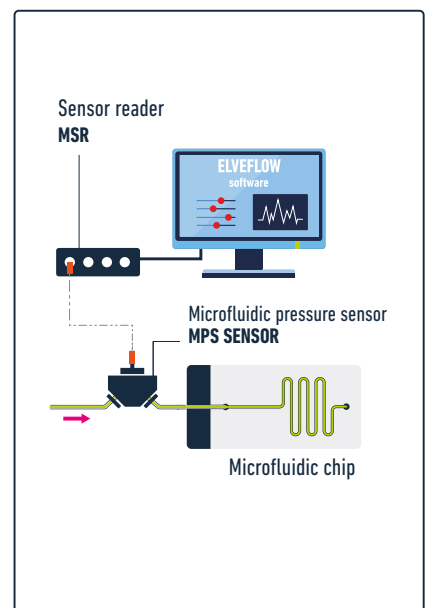 Sensor reader
MSR
ELVEFLOW
software
Microfluidic pressure sensor
MPS SENSOR
Microfluidic chip